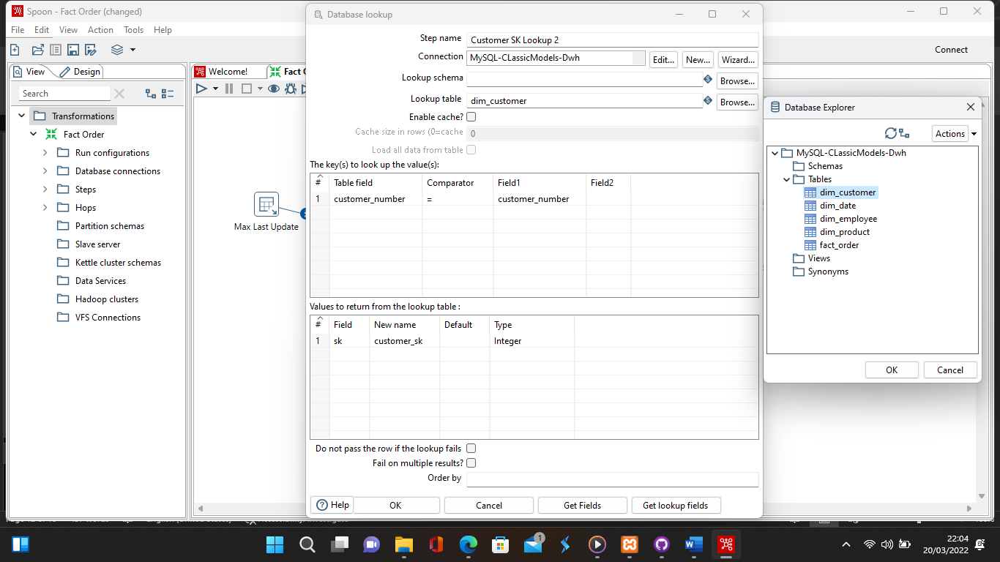 Spoon - Fact Order (changed)
File Edit View Action Tools Help
Connect
View Design
Search
Transformations
Fact Order
Run configurations
Database connections
Steps
Hops
Partition schemas
Slave server
Kettle cluster schemas
Data Services
Hadoop clusters
VFS Connections
Welcome! Fact O
Max Last Update
Database lookup
Step name Customer SK Lookup 2
Connection MySQL-CLassicModels-Dwh Edit... New... Wizard...
Lookup schema Browse...
Lookup table dim_customer Browse...
Enable cache?
Cache size in rows (0=cache 0
Load all data from table
The key(s) to look up the value(s):
# Table field Comparator Field1 Field2
1 customer_number = customer_number
Values to return from the lookup table :
# Field New name Default Type
1 sk customer_sk Integer
Do not pass the row if the lookup fails
Fail on multiple results?
Order by
Help OK Cancel Get Fields Get lookup fields
Database Explorer
Actions
MySQL-CLassicModels-Dwh
Schemas
Tables
dim_customer
dim_date
dim_employee
dim_product
fact_order
Views
Synonyms
OK Cancel
1
22:04
20/03/2022